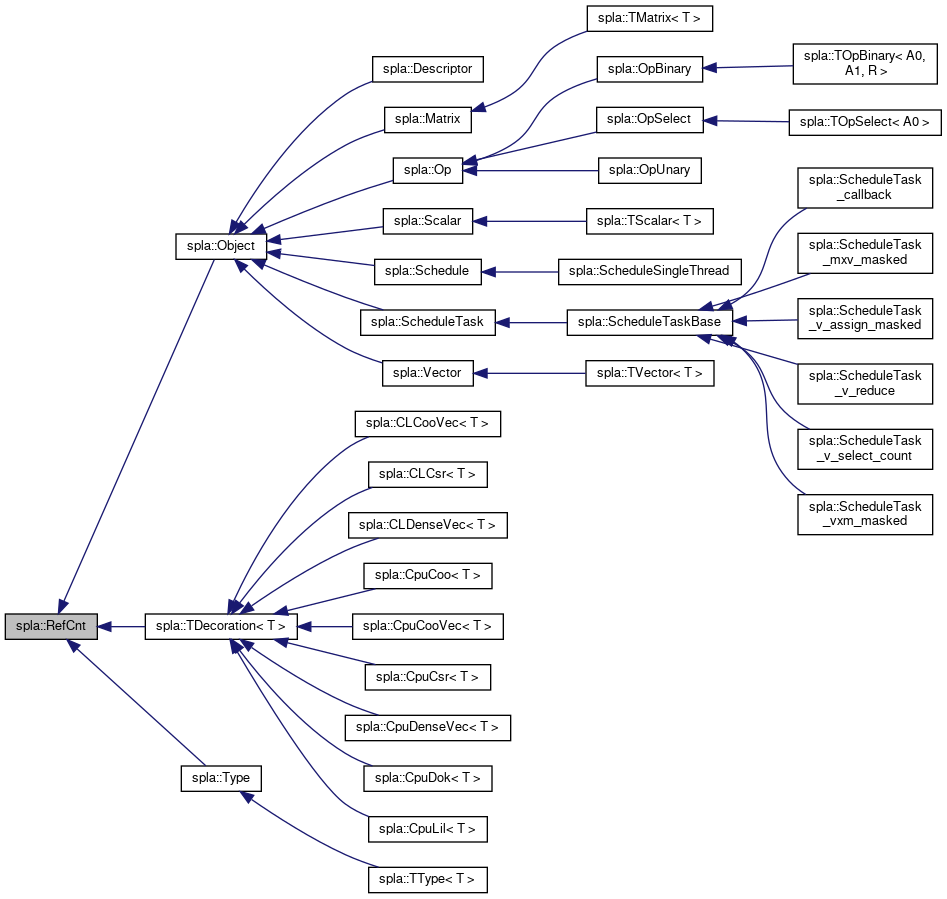 spla::TMatrix< T >
spla::Descriptor
spla::OpBinary
spla::TOpBinary< A0,
A1, R >
spla::Matrix
spla::OpSelect
spla::TOpSelect< A0 >
spla::Op
spla::OpUnary
spla::ScheduleTask
_callback
spla::Scalar
spla::TScalar< T >
spla::Object
spla::ScheduleTask
_mxv_masked
spla::Schedule
spla::ScheduleSingleThread
spla::ScheduleTask
spla::ScheduleTaskBase
spla::ScheduleTask
_v_assign_masked
spla::Vector
spla::TVector< T >
spla::ScheduleTask
_v_reduce
spla::CLCooVec< T >
spla::ScheduleTask
_v_select_count
spla::CLCsr< T >
spla::ScheduleTask
_vxm_masked
spla::CLDenseVec< T >
spla::CpuCoo< T >
spla::RefCnt
spla::TDecoration< T >
spla::CpuCooVec< T >
spla::CpuCsr< T >
spla::CpuDenseVec< T >
spla::Type
spla::CpuDok< T >
spla::CpuLil< T >
spla::TType< T >